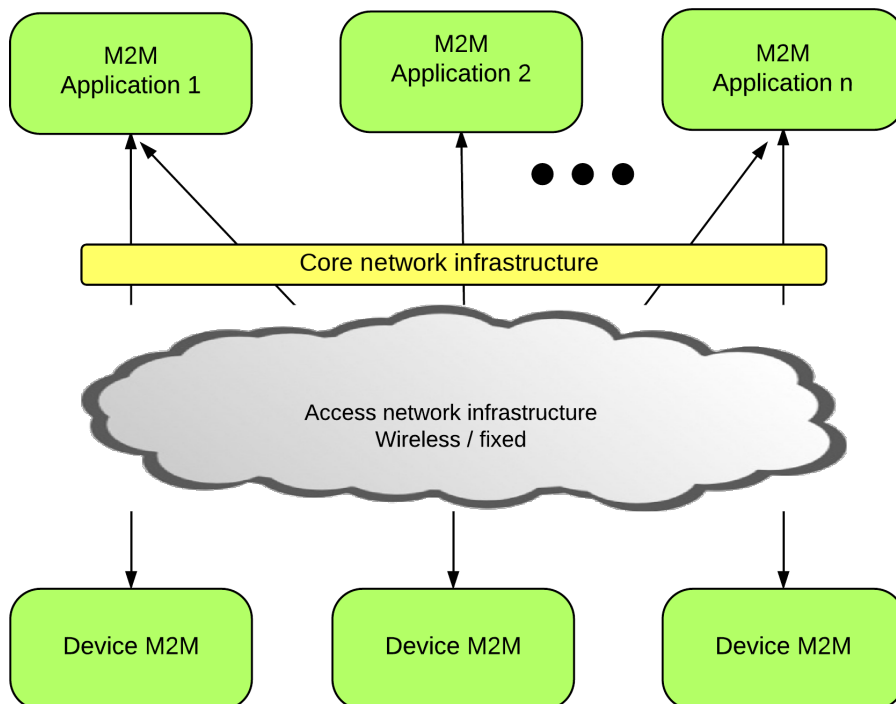 M2M
Application 1
M2M
Application 2
M2M
Application n
Core network infrastructure
Access network infrastructure
Wireless / fixed
Device M2M
Device M2M
Device M2M